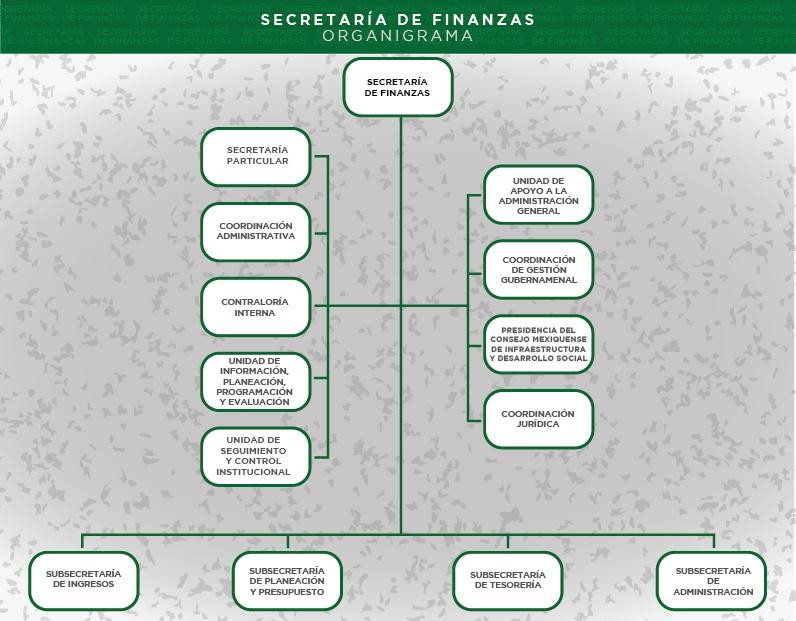 SECRETARÍA DE FINANZAS
ORGANIGRAMA
SECRETARÍA
DE FINANZAS
SECRETARÍA
PARTICULAR
COORDINACIÓN
ADMINISTRATIVA
CONTRALORÍA
INTERNA
UNIDAD DE
INFORMACIÓN,
PLANEACIÓN,
PROGRAMACIÓN
Y EVALUACIÓN
UNIDAD DE
SEGUIMIENTO
Y CONTROL
INSTITUCIONAL
UNIDAD DE
APOYO A LA
ADMINISTRACIÓN
GENERAL
COORDINACIÓN
DE GESTIÓN
GUBERNAMENAL
PRESIDENCIA DEL
CONSEJO MEXIQUENSE
DE INFRAESTRUCTURA
Y DESARROLLO SOCIAL
COORDINACIÓN
JURÍDICA
SUBSECRETARÍA
DE INGRESOS
SUBSECRETARÍA
DE PLANEACIÓN
Y PRESUPUESTO
SUBSECRETARÍA
DE TESORERÍA
SUBSECRETARÍA
DE
ADMINISTRACIÓN